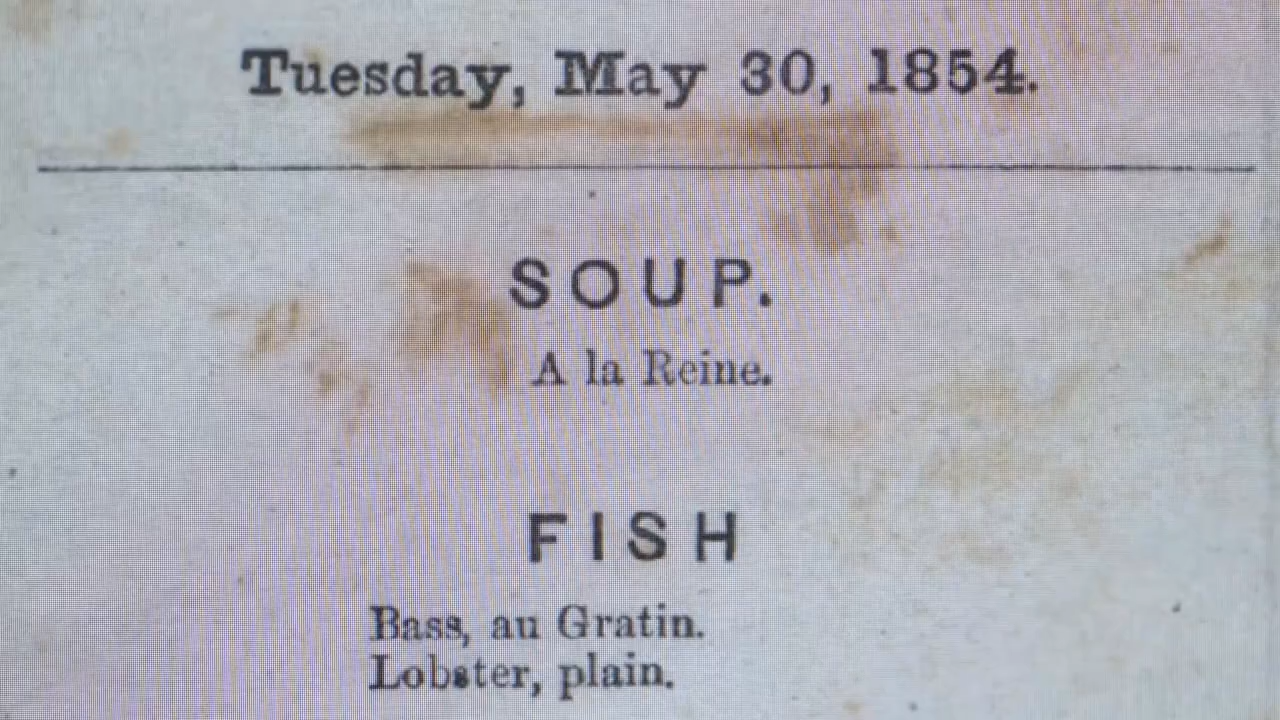 Tuesday, May 30, 1854.
SOUP.
A la Reine.
FISH
Bass, au Gratin.
Lobster, plain.